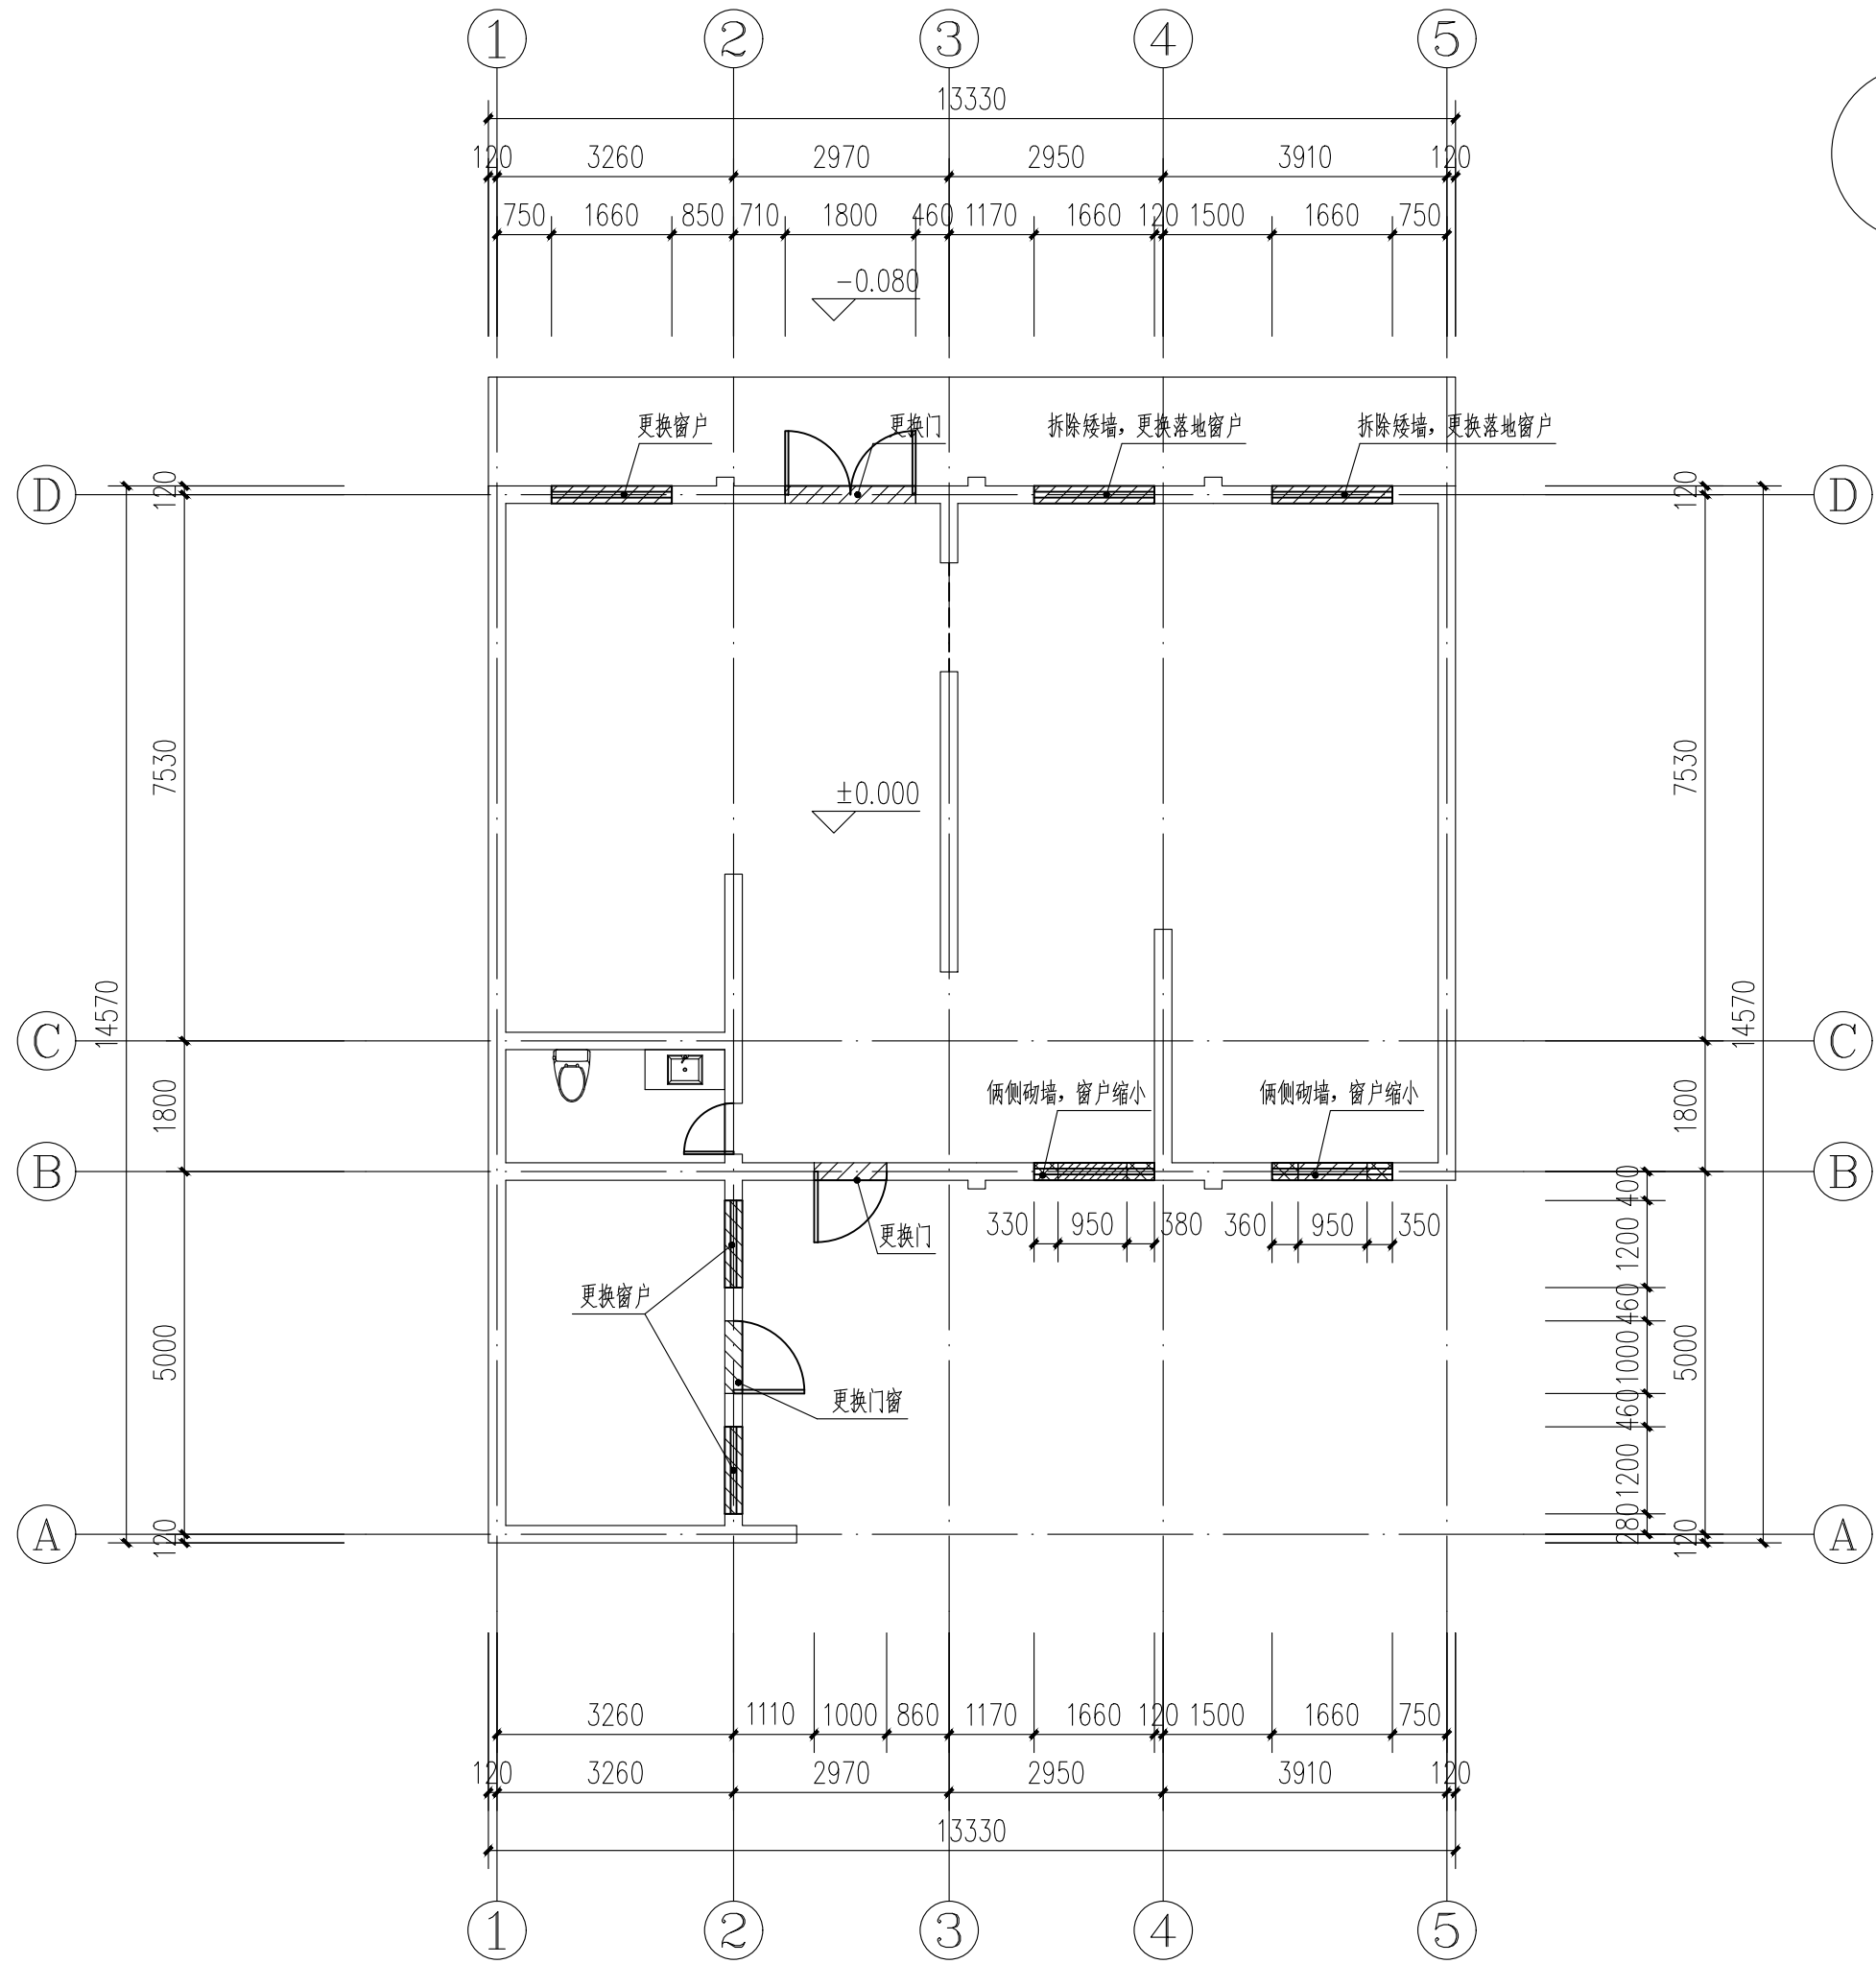 1 2 3 4 5
13330
120 3260 2970 2950 3910 120
750 1660 850 710 1800 460 1170 1660 120 1500 1660 750
-0.080
更换窗户
更换门
拆除矮墙，更换落地窗户
拆除矮墙，更换落地窗户
D
120
120
D
7530
7530
±0.000
14570
14570
C
C
1800
1800
俩侧砌墙，窗户缩小
俩侧砌墙，窗户缩小
B
B
400
330 950 380 360 950 350
更换门
1200
更换窗户
460
5000
1000
5000
更换门窗
460
1200
280
A
120
120
A
3260 1110 1000 860 1170 1660 120 1500 1660 750
120 3260 2970 2950 3910 120
13330
1 2 3 4 5